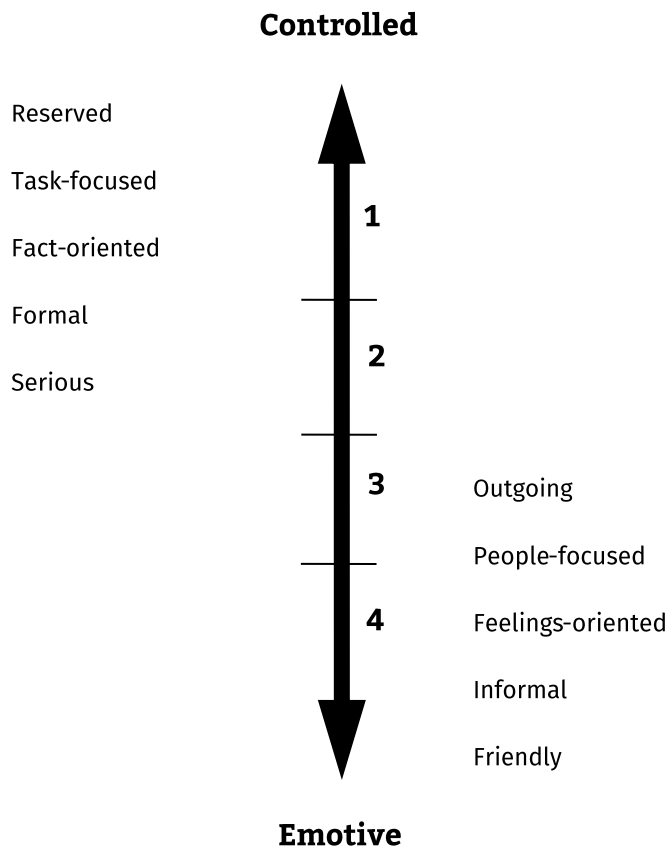 Controlled
Reserved
Task-focused
Fact-oriented
Formal
Serious
1
2
3
4
Outgoing
People-focused
Feelings-oriented
Informal
Friendly
Emotive